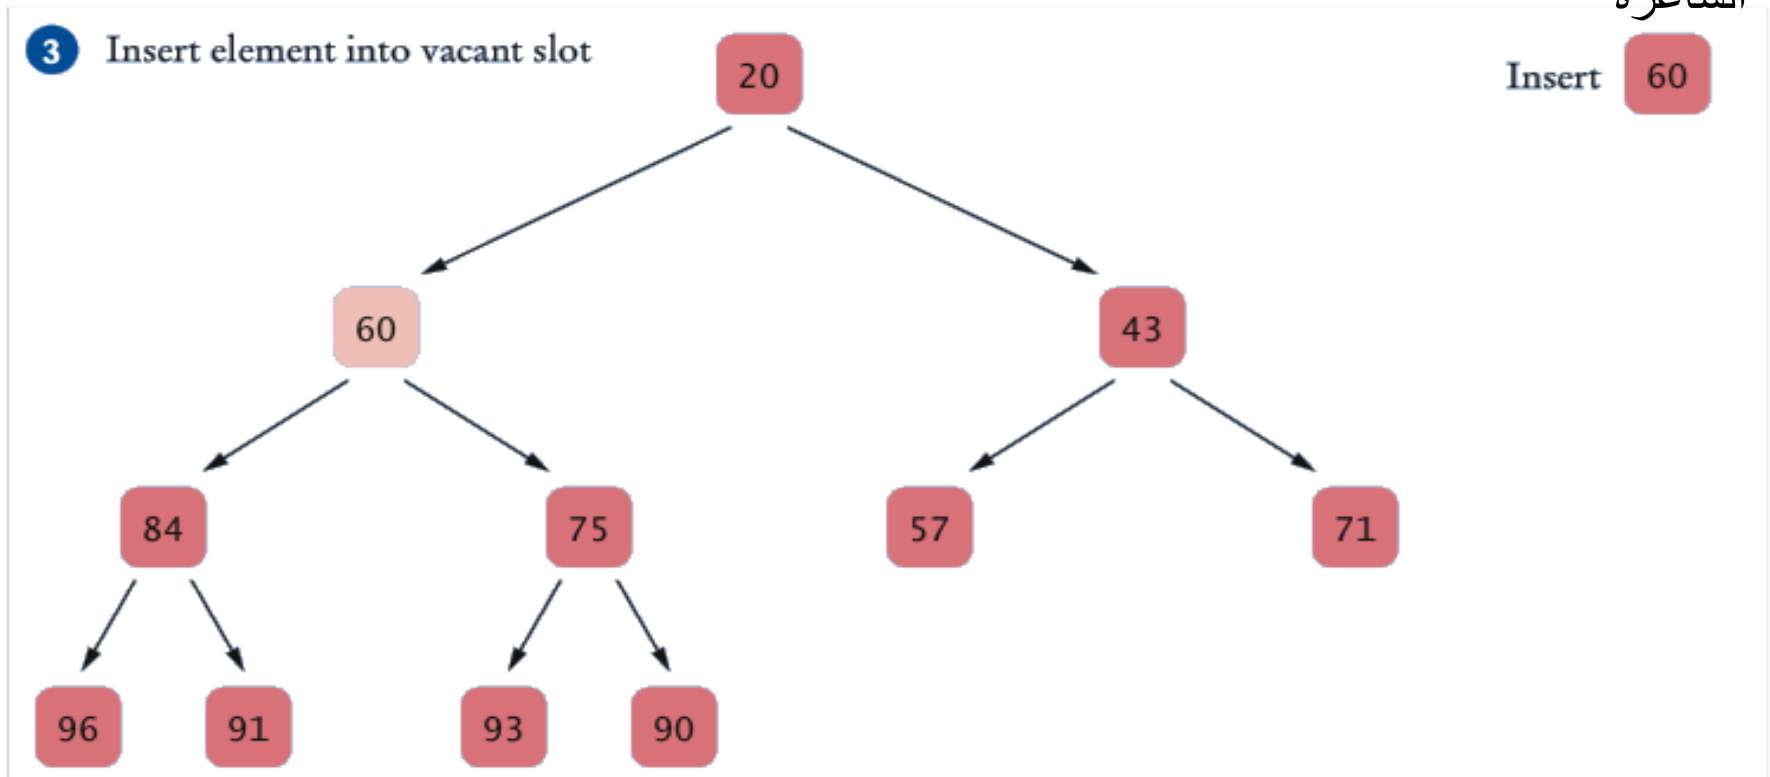 الشاغرة
3 Insert element into vacant slot
20
Insert 60
60 43
84 75 57 71
96 91 93 90